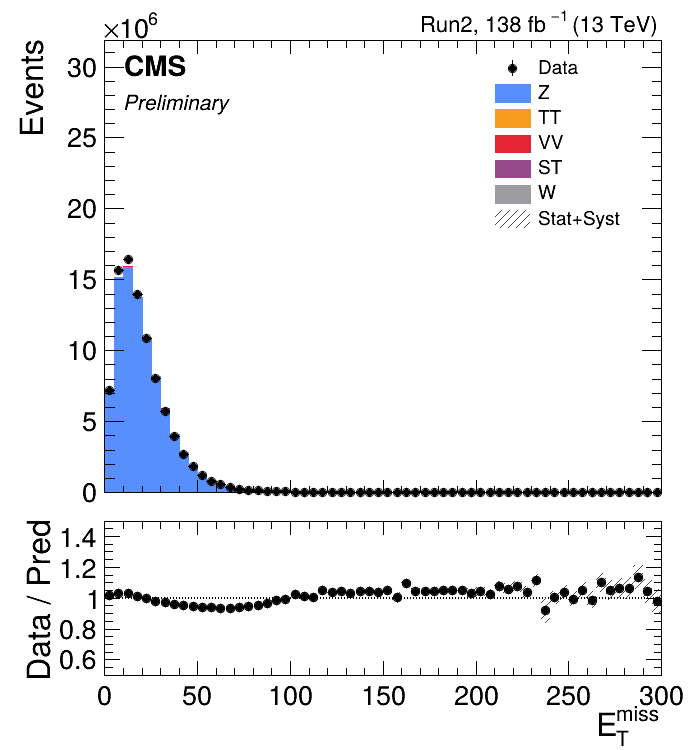 ×10⁶
Run2, 138 fb⁻¹ (13 TeV)
Events
30
25
20
15
10
5
0
CMS
Preliminary
Data
Z
TT
VV
ST
W
Stat+Syst
Data / Pred
1.4
1.2
1
0.8
0.6
0 50 100 150 200 250 300
E_T^miss